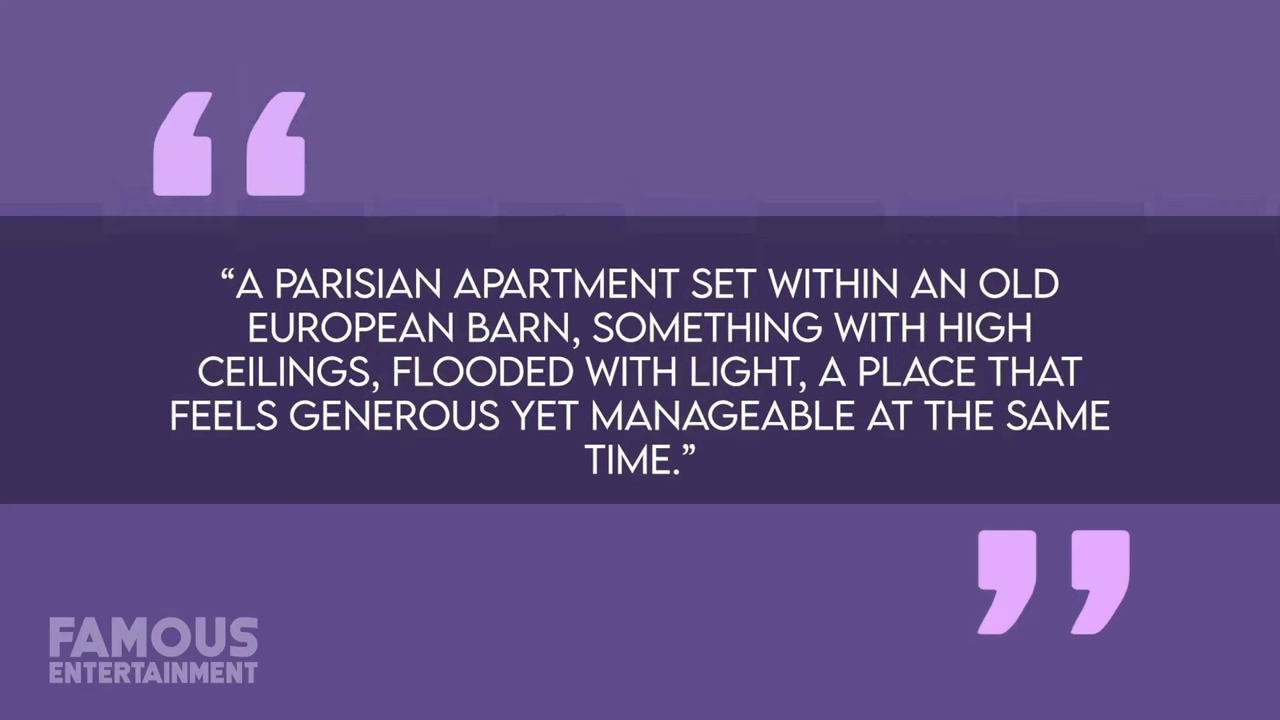 “A PARISIAN APARTMENT SET WITHIN AN OLD
EUROPEAN BARN, SOMETHING WITH HIGH
CEILINGS, FLOODED WITH LIGHT, A PLACE THAT
FEELS GENEROUS YET MANAGEABLE AT THE SAME
TIME.”
FAMOUS
ENTERTAINMENT